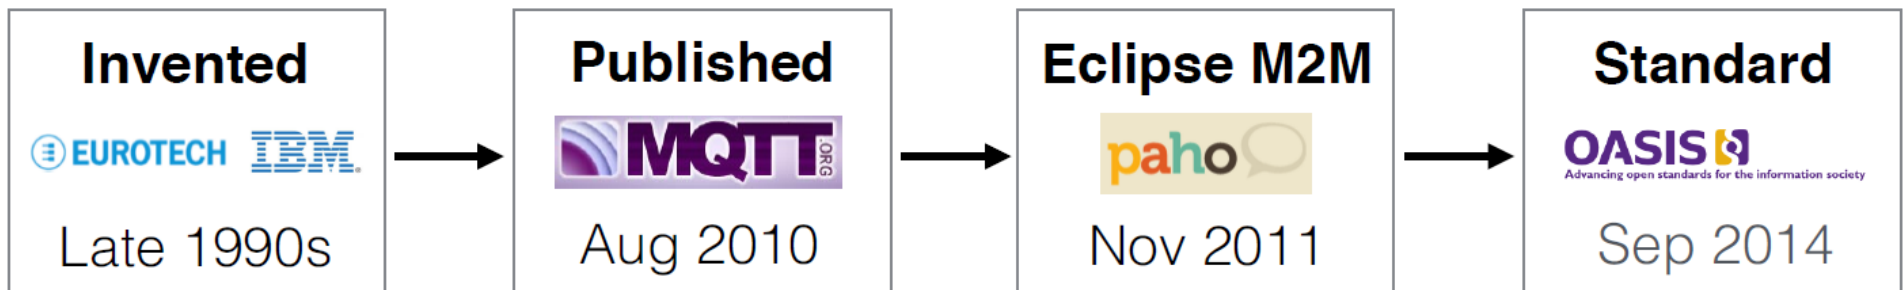 Invented
EUROTECH IBM.
Late 1990s
Published
MQTT.ORG
Aug 2010
Eclipse M2M
paho
Nov 2011
Standard
OASIS
Advancing open standards for the information society
Sep 2014